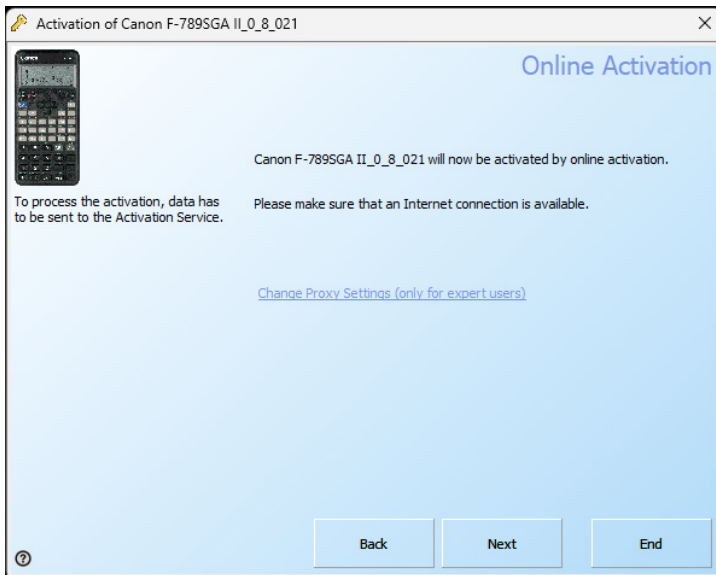 Activation of Canon F-789SGA II_0_8_021
Online Activation
Canon F-789SGA II_0_8_021 will now be activated by online activation.
To process the activation, data has
to be sent to the Activation Service.
Please make sure that an Internet connection is available.
Change Proxy Settings (only for expert users)
Back
Next
End